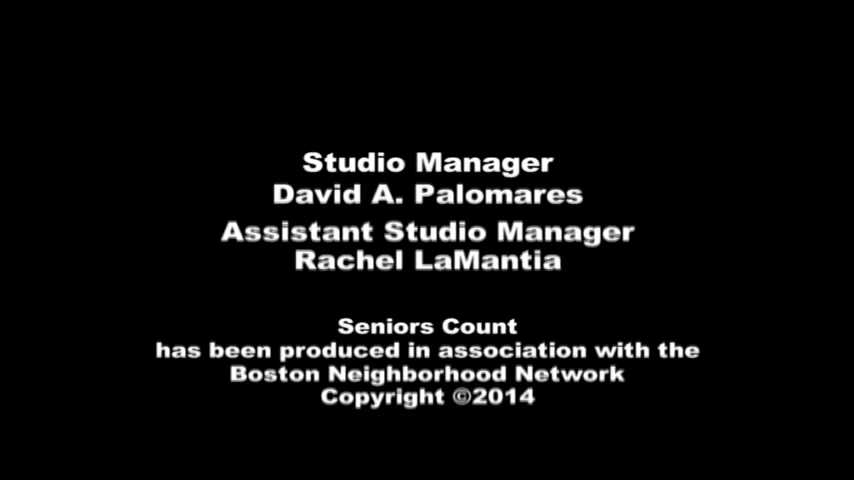 Studio Manager
David A. Palomares
Assistant Studio Manager
Rachel LaMantia
Seniors Count
has been produced in association with the
Boston Neighborhood Network
Copyright ©2014